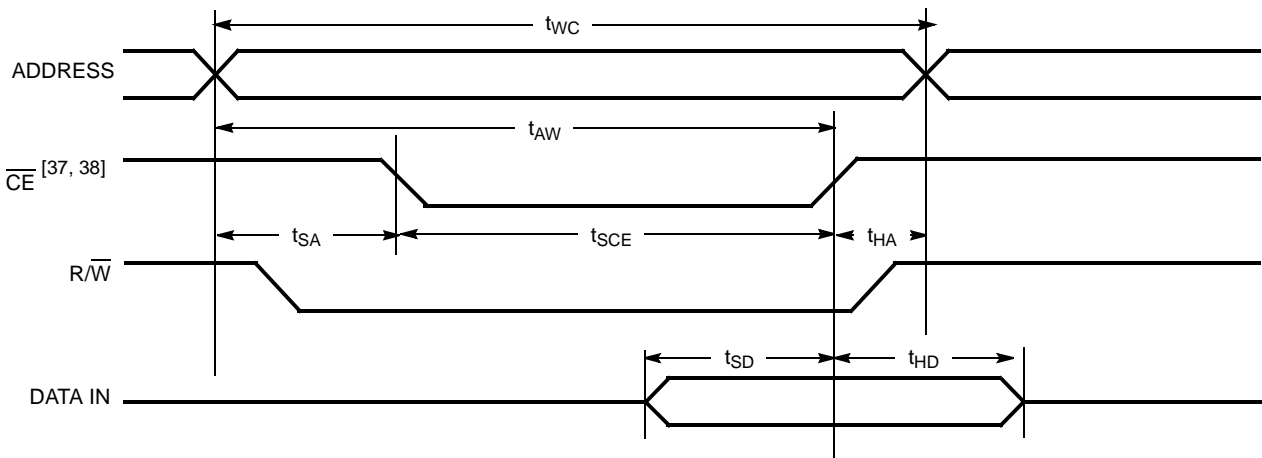 tWC
ADDRESS
tAW
CE [37, 38]
tSA
tSCE
tHA
R/W
tSD
tHD
DATA IN